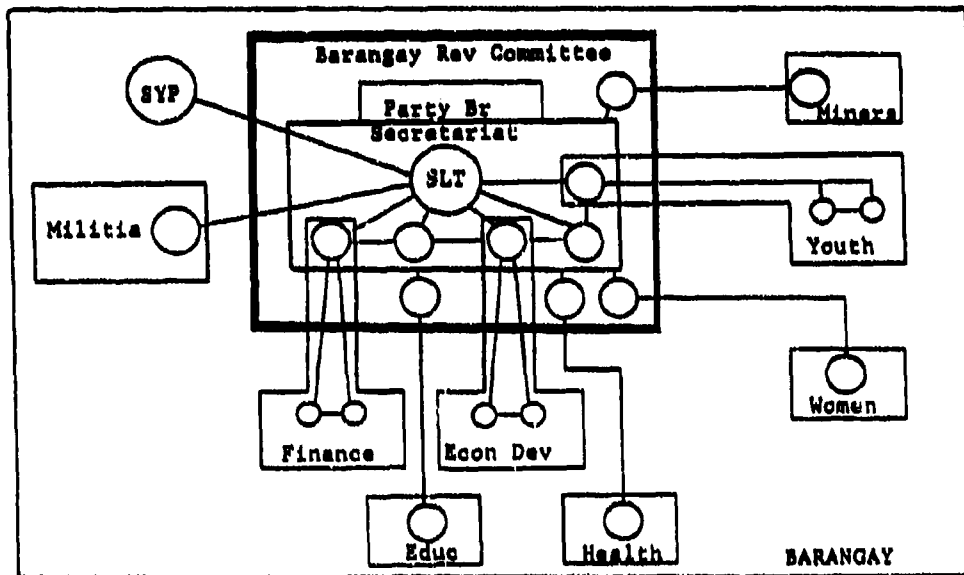 Barangay Rev Committee
SYP
Party Br
Secretariat
Miners
SLT
Militia
Youth
Women
Finance
Econ Dev
Educ
Health
BARANGAY